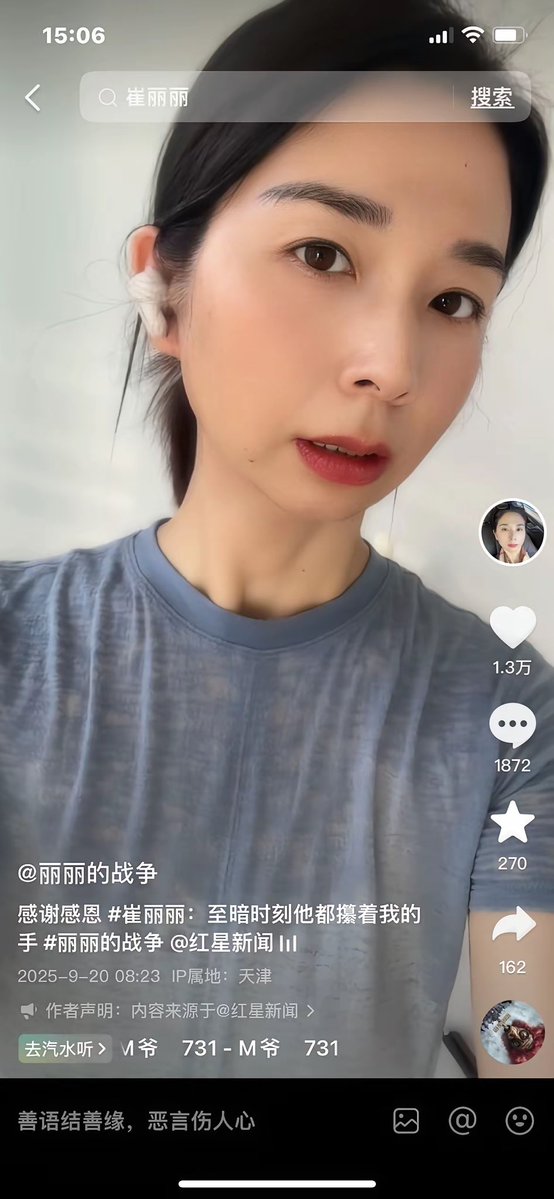 15:06
崔丽丽
搜索
1.3万
1872
270
162
@丽丽的战争
感谢感恩 #崔丽丽：至暗时刻他都攥着我的
手 #丽丽的战争 @红星新闻
2025-9-20 08:23 IP属地：天津
作者声明：内容来源于@红星新闻 >
去汽水听 > M爷 731 - M爷 731
善语结善缘，恶言伤人心